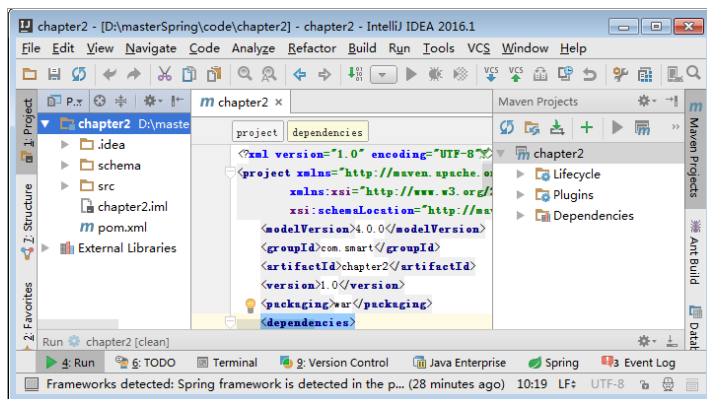 chapter2 - [D:\masterSpring\code\chapter2] - chapter2 - IntelliJ IDEA 2016.1
File Edit View Navigate Code Analyze Refactor Build Run Tools VCS Window Help
VCS VCS
1: Project
Z: Structure
2: Favorites
P..
chapter2 D:\maste
.idea
schema
src
chapter2.iml
pom.xml
External Libraries
m chapter2 ×
project dependencies
<?xml version="1.0" encoding="UTF-8"
<project xmlns="http://maven.apache.o
xmlns:xsi="http://www.w3.org/
xsi:schemaLocation="http://ma
<modelVersion>4.0.0</modelVersion>
<groupId>com.smart</groupId>
<artifactId>chapter2</artifactId>
<version>1.0</version>
<packaging>war</packaging>
<dependencies>
Maven Projects
chapter2
Lifecycle
Plugins
Dependencies
Maven Projects
Ant Build
Datab
Run chapter2 [clean]
4: Run 6: TODO Terminal 9: Version Control Java Enterprise Spring 3 Event Log
Frameworks detected: Spring framework is detected in the p... (28 minutes ago) 10:19 LF UTF-8